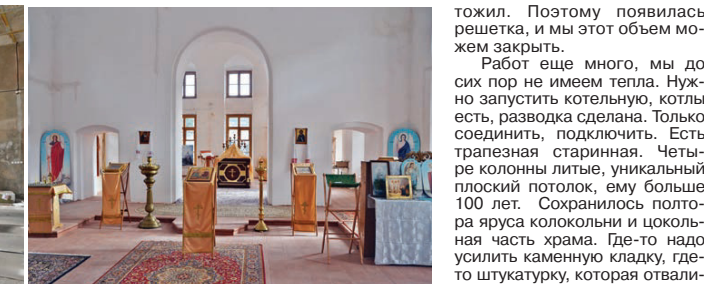 тожил. Поэтому появилась
решетка, и мы этот объем мо-
жем закрыть.
Работ еще много, мы до
сих пор не имеем тепла. Нуж-
но запустить котельную, котлы
есть, разводка сделана. Только
соединить, подключить. Есть
трапезная старинная. Четы-
ре колонны литые, уникальный
плоский потолок, ему больше
100 лет. Сохранилось полто-
ра яруса колокольни и цоколь-
ная часть храма. Где-то надо
усилить каменную кладку, где-
то штукатурку, которая отвали-